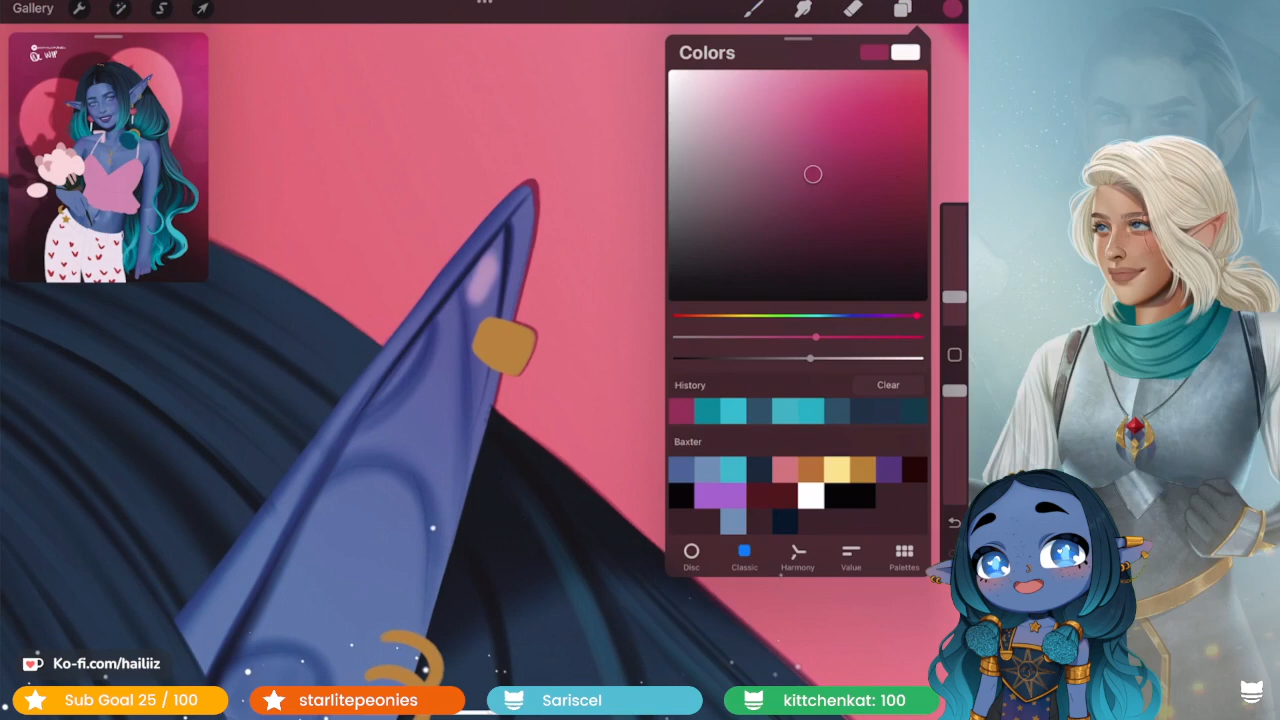 Gallery
WIP
Colors
History
Clear
Baxter
Disc
Classic
Harmony
Value
Palettes
Ko-fi.com/hailiiz
Sub Goal 25 / 100
starlitepeonies
Sariscel
kittchenkat: 100